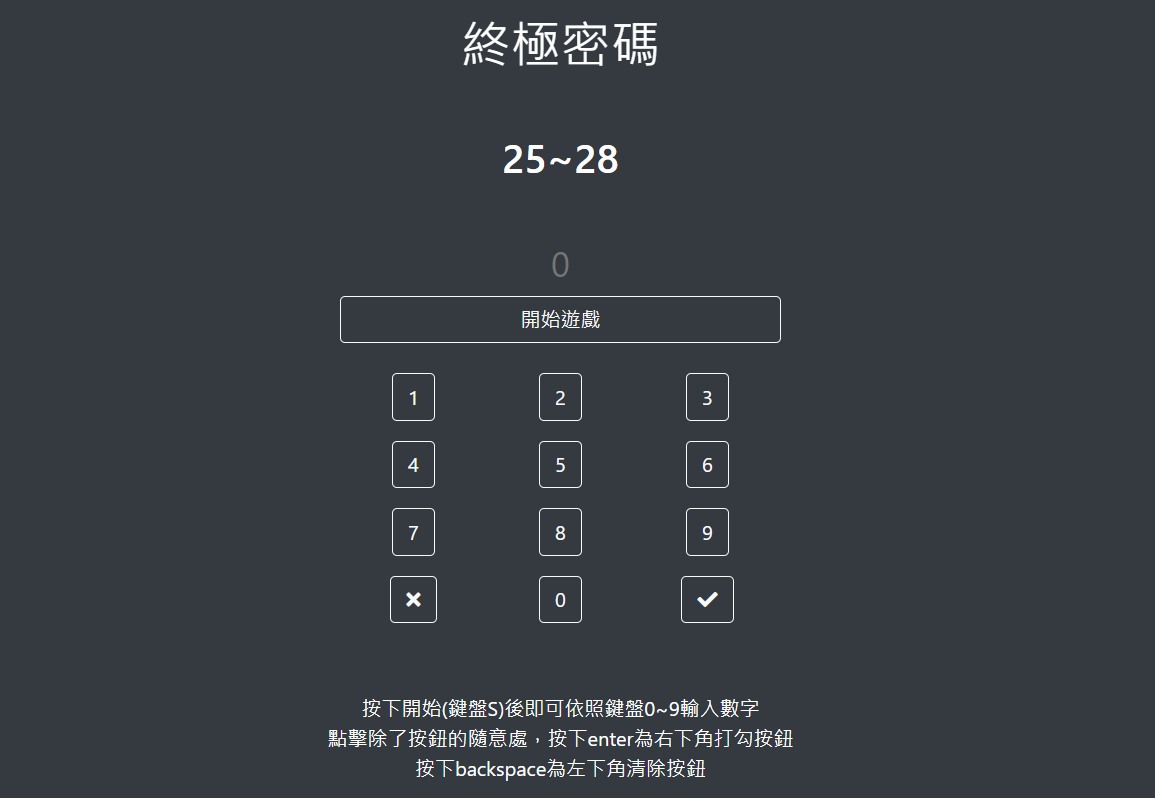 終極密碼
25~28
0
開始遊戲
1 2 3
4 5 6
7 8 9
0
按下開始(鍵盤S)後即可依照鍵盤0~9輸入數字
點擊除了按鈕的隨意處，按下enter為右下角打勾按鈕
按下backspace為左下角清除按鈕